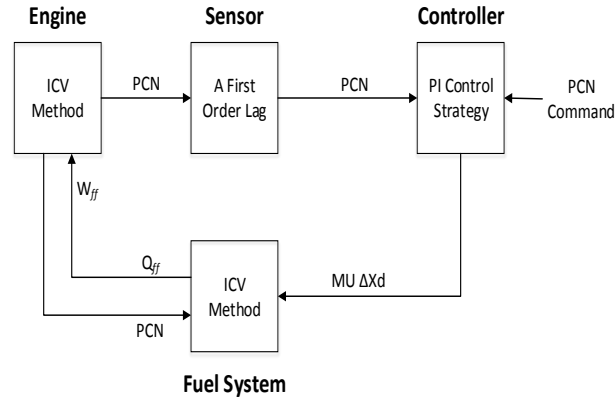 Engine
Sensor
Controller
ICV
Method
PCN
A First
Order Lag
PCN
PI Control
Strategy
PCN
Command
Wff
Qff
ICV
Method
MU ΔXd
PCN
Fuel System